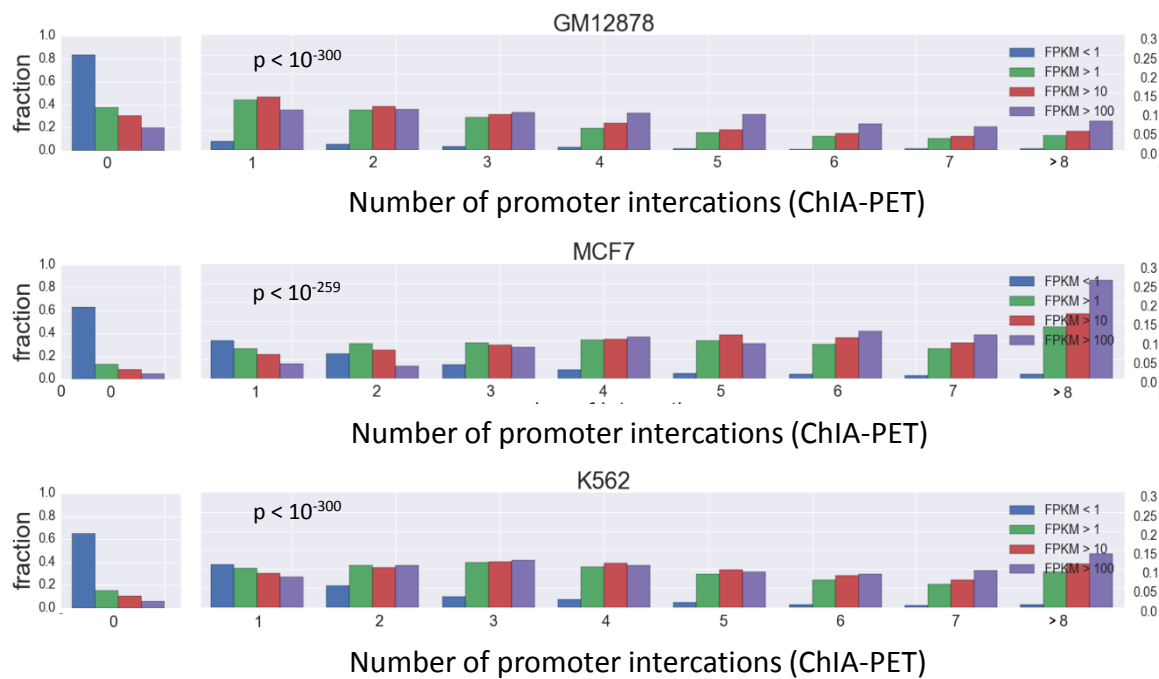 GM12878
fraction
1.0
0.8
0.6
0.4
0.2
0.0
0
p < 10-300
FPKM < 1
FPKM > 1
FPKM > 10
FPKM > 100
0.3
0.25
0.2
0.15
0.1
0.05
0.0
1 2 3 4 5 6 7 > 8
Number of promoter intercations (ChIA-PET)
MCF7
fraction
1.0
0.8
0.6
0.4
0.2
0.0
0 0
p < 10-259
FPKM < 1
FPKM > 1
FPKM > 10
FPKM > 100
0.3
0.25
0.2
0.15
0.1
0.05
0.0
1 2 3 4 5 6 7 > 8
Number of promoter intercations (ChIA-PET)
K562
fraction
1.0
0.8
0.6
0.4
0.2
0.0
0
p < 10-300
FPKM < 1
FPKM > 1
FPKM > 10
FPKM > 100
0.3
0.25
0.2
0.15
0.1
0.05
0.0
1 2 3 4 5 6 7 > 8
Number of promoter intercations (ChIA-PET)